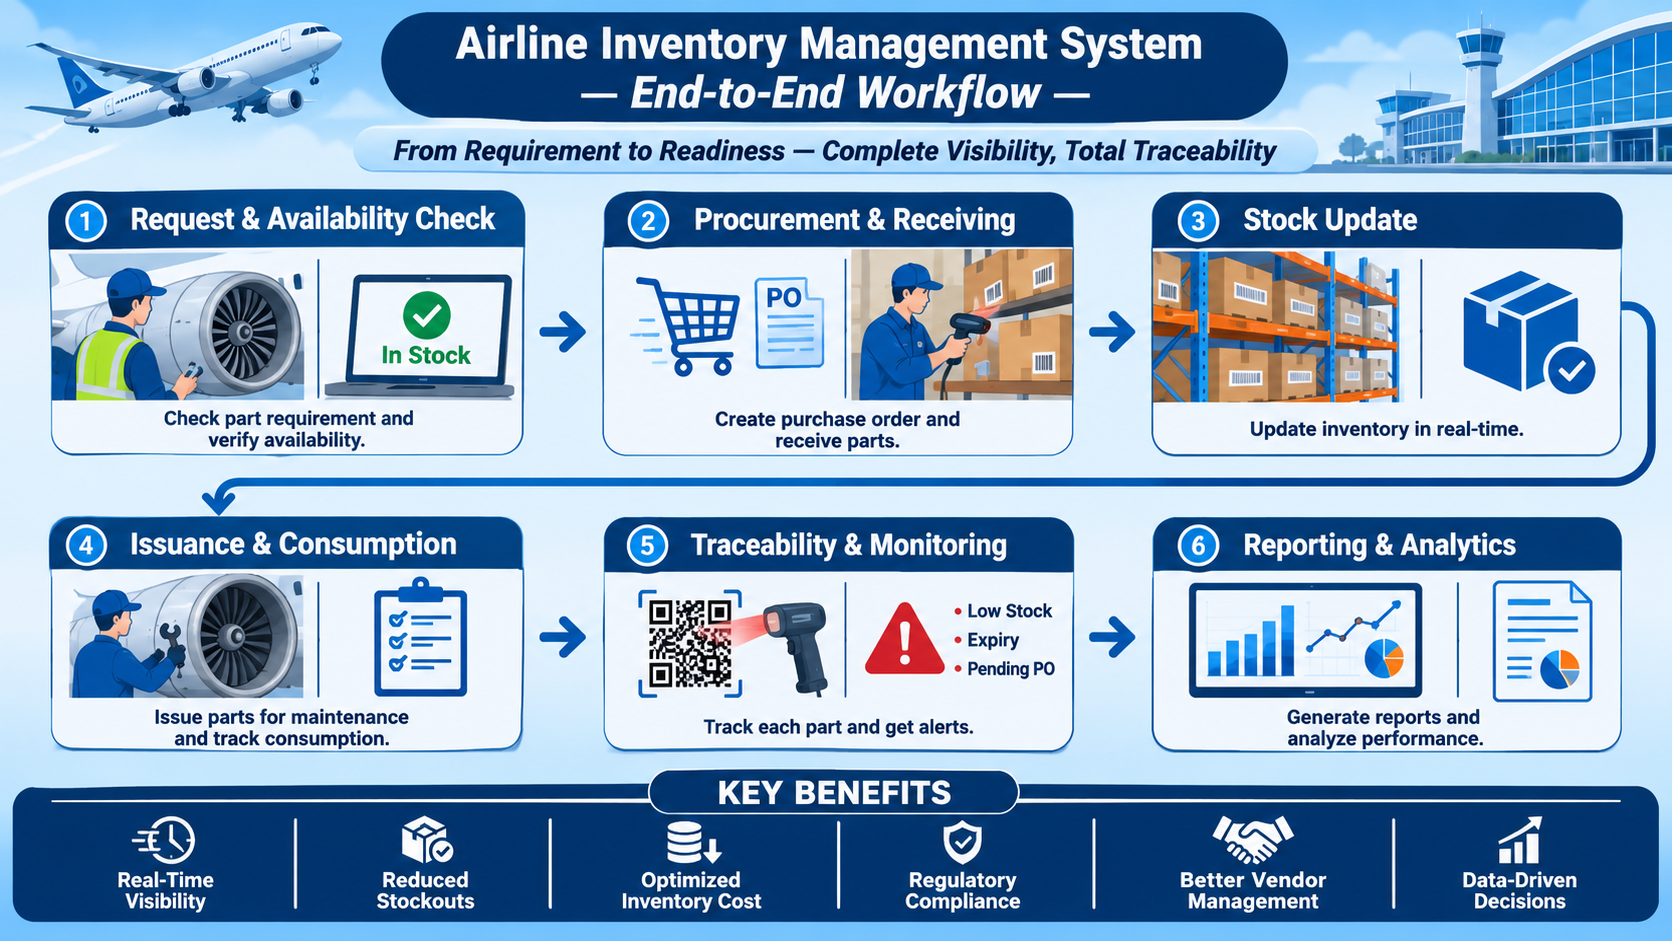 Airline Inventory Management System
— End-to-End Workflow —
From Requirement to Readiness — Complete Visibility, Total Traceability
1 Request & Availability Check
In Stock
Check part requirement and
verify availability.
2 Procurement & Receiving
PO
Create purchase order and
receive parts.
3 Stock Update
Update inventory in real-time.
4 Issuance & Consumption
Issue parts for maintenance
and track consumption.
5 Traceability & Monitoring
• Low Stock
• Expiry
• Pending PO
Track each part and get alerts.
6 Reporting & Analytics
Generate reports and
analyze performance.
KEY BENEFITS
Real-Time
Visibility
Reduced
Stockouts
Optimized
Inventory Cost
Regulatory
Compliance
Better Vendor
Management
Data-Driven
Decisions